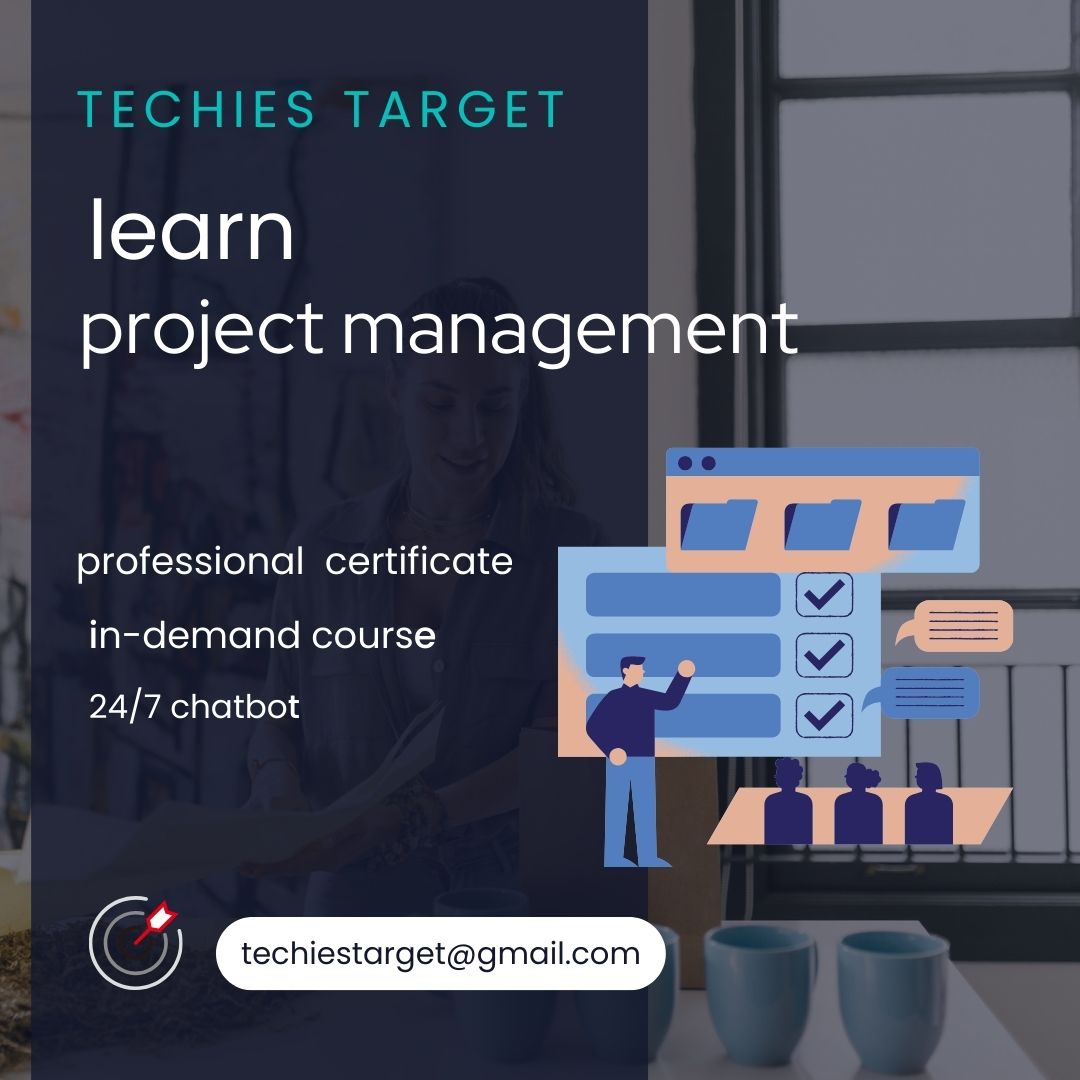 TECHIES TARGET
learn
project management
professional certificate
in-demand course
24/7 chatbot
techiestarget@gmail.com